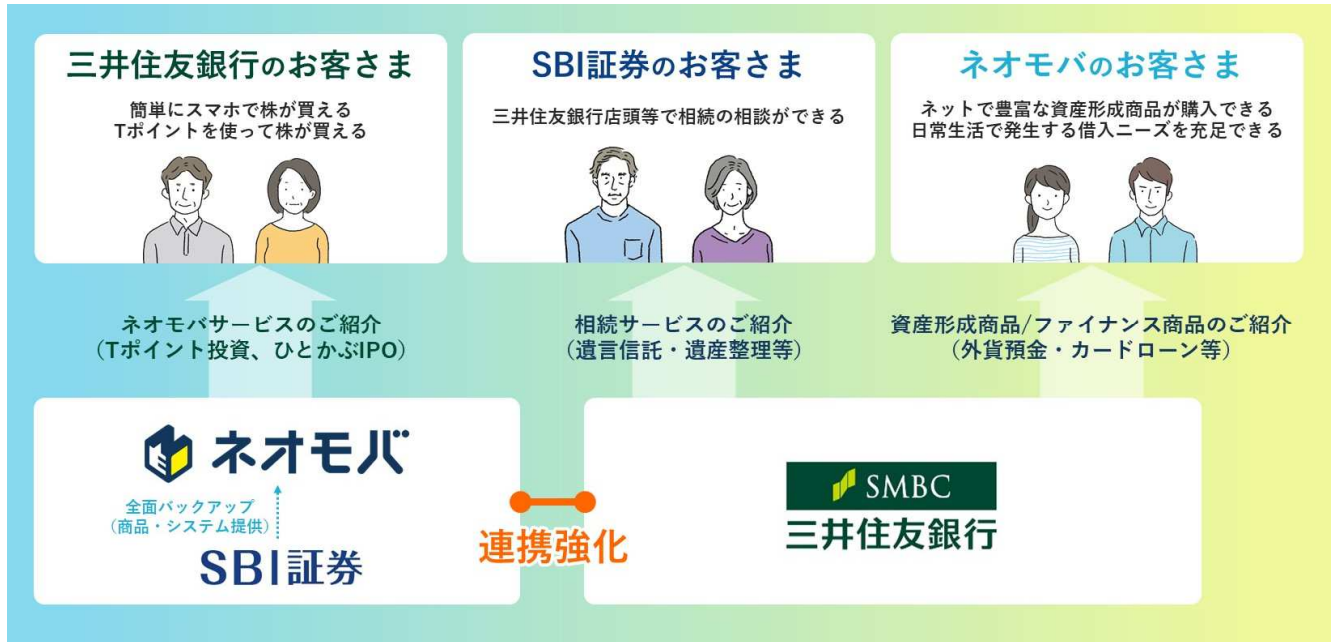 三井住友銀行のお客さま
簡単にスマホで株が買える
Tポイントを使って株が買える
SBI証券のお客さま
三井住友銀行店頭等で相続の相談ができる
ネオモバのお客さま
ネットで豊富な資産形成商品が購入できる
日常生活で発生する借入ニーズを充足できる
ネオモバサービスのご紹介
（Tポイント投資、ひとかぶIPO）
相続サービスのご紹介
（遺言信託・遺産整理等）
資産形成商品/ファイナンス商品のご紹介
（外貨預金・カードローン等）
ネオモバ
全面バックアップ
（商品・システム提供）
SBI証券
連携強化
SMBC
三井住友銀行